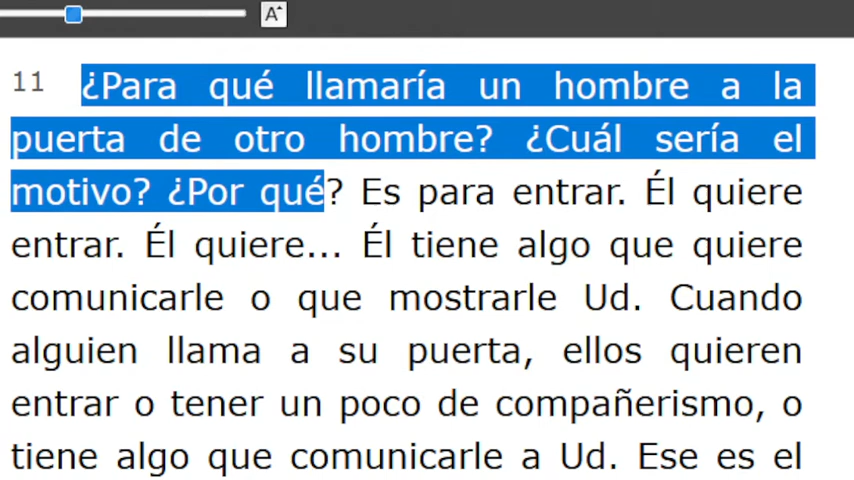 A
11 ¿Para qué llamaría un hombre a la
puerta de otro hombre? ¿Cuál sería el
motivo? ¿Por qué? Es para entrar. Él quiere
entrar. Él quiere... Él tiene algo que quiere
comunicarle o que mostrarle Ud. Cuando
alguien llama a su puerta, ellos quieren
entrar o tener un poco de compañerismo, o
tiene algo que comunicarle a Ud. Ese es el